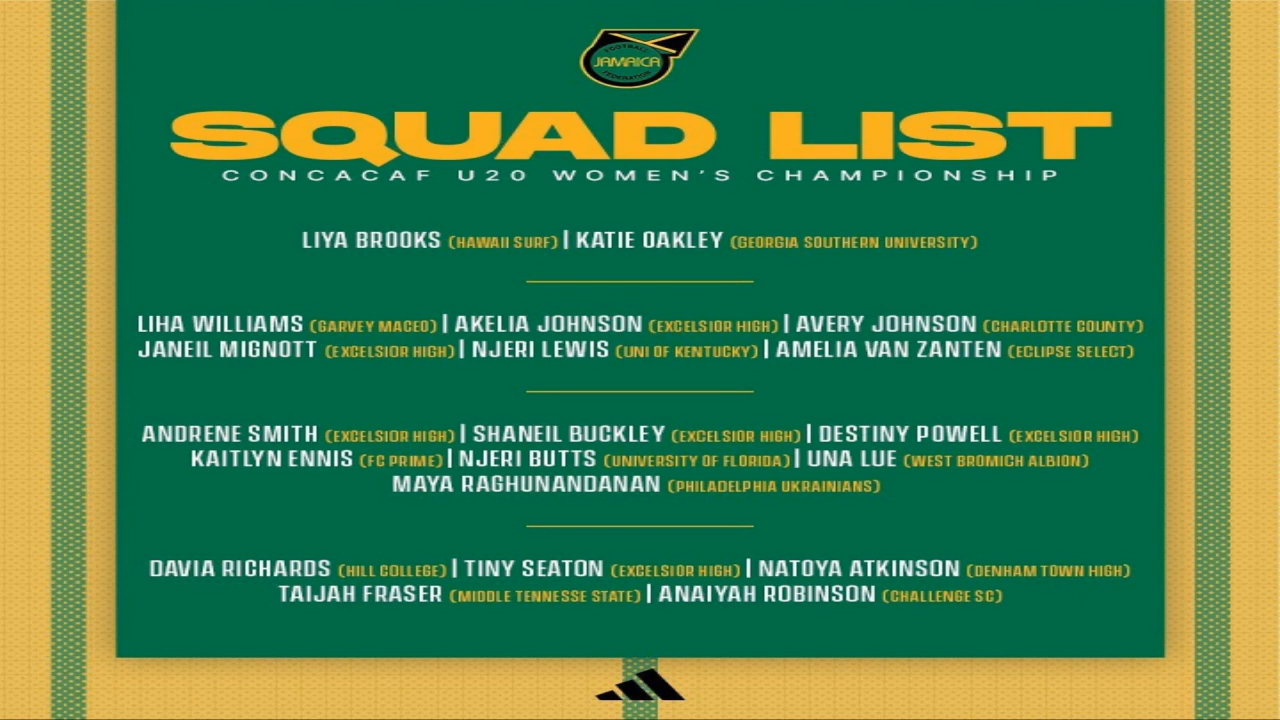 FOOTBALL
JAMAICA
FEDERATION
SQUAD LIST
CONCACAF U20 WOMEN'S CHAMPIONSHIP
LIYA BROOKS (HAWAII SURF) | KATIE OAKLEY (GEORGIA SOUTHERN UNIVERSITY)
LIHA WILLIAMS (GARVEY MACEO) | AKELIA JOHNSON (EXCELSIOR HIGH) | AVERY JOHNSON (CHARLOTTE COUNTY)
JANEIL MIGNOTT (EXCELSIOR HIGH) | NJERI LEWIS (UNI OF KENTUCKY) | AMELIA VAN ZANTEN (ECLIPSE SELECT)
ANDRENE SMITH (EXCELSIOR HIGH) | SHANEIL BUCKLEY (EXCELSIOR HIGH) | DESTINY POWELL (EXCELSIOR HIGH)
KAITLYN ENNIS (FC PRIME) | NJERI BUTTS (UNIVERSITY OF FLORIDA) | UNA LUE (WEST BROMICH ALBION)
MAYA RAGHUNANDANAN (PHILADELPHIA UKRAINIANS)
DAVIA RICHARDS (HILL COLLEGE) | TINY SEATON (EXCELSIOR HIGH) | NATOYA ATKINSON (DENHAM TOWN HIGH)
TAIJAH FRASER (MIDDLE TENNESSE STATE) | ANAIYAH ROBINSON (CHALLENGE SC)